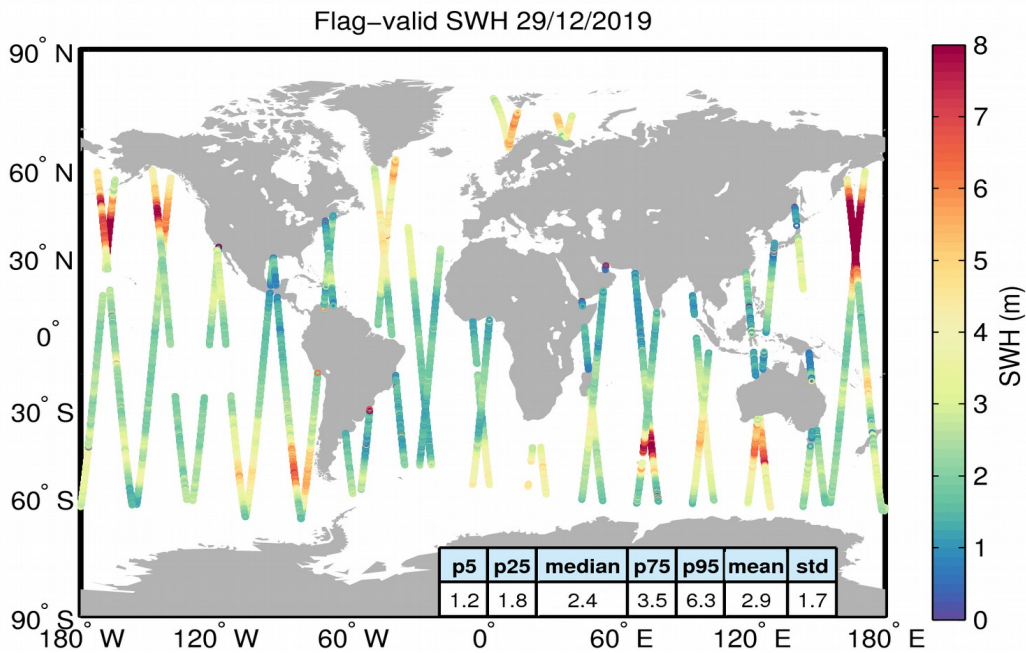 Flag−valid SWH 29/12/2019
90° N
60° N
30° N
0°
30° S
60° S
90° S
180° W
120° W
60° W
0°
60° E
120° E
180° E
p5 p25 median p75 p95 mean std
1.2 1.8 2.4 3.5 6.3 2.9 1.7
8
7
6
5
4
3
2
1
0
SWH (m)